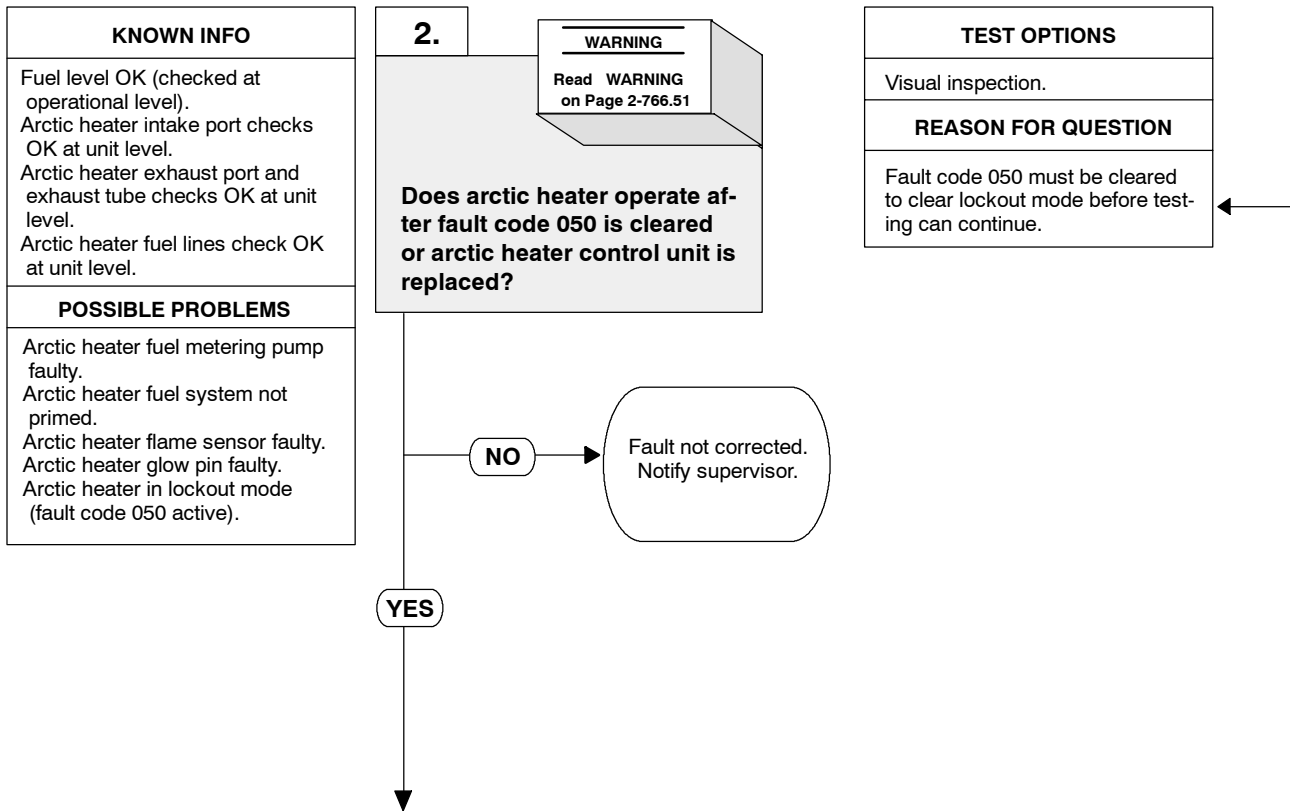 KNOWN INFO
Fuel level OK (checked at
operational level).
Arctic heater intake port checks
OK at unit level.
Arctic heater exhaust port and
exhaust tube checks OK at unit
level.
Arctic heater fuel lines check OK
at unit level.
POSSIBLE PROBLEMS
Arctic heater fuel metering pump
faulty.
Arctic heater fuel system not
primed.
Arctic heater flame sensor faulty.
Arctic heater glow pin faulty.
Arctic heater in lockout mode
(fault code 050 active).
2.
WARNING
Read WARNING
on Page 2-766.51
Does arctic heater operate af-
ter fault code 050 is cleared
or arctic heater control unit is
replaced?
NO
Fault not corrected.
Notify supervisor.
YES
TEST OPTIONS
Visual inspection.
REASON FOR QUESTION
Fault code 050 must be cleared
to clear lockout mode before test-
ing can continue.